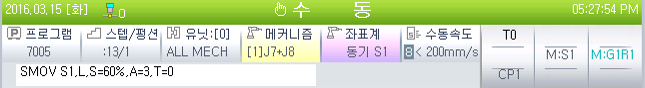 2016.03.15 [화] 0 수 동 05:27:54 PM
P 프로그램 스텝/펑션 유닛:[0] 메커니즘 좌표계 수동속도 T0
7005 :13/1 ALL MECH [1]J7+J8 동기 S1 8< 200mm/s M:S1 M:G1R1
CP1
SMOV S1,L,S=60%,A=3,T=0